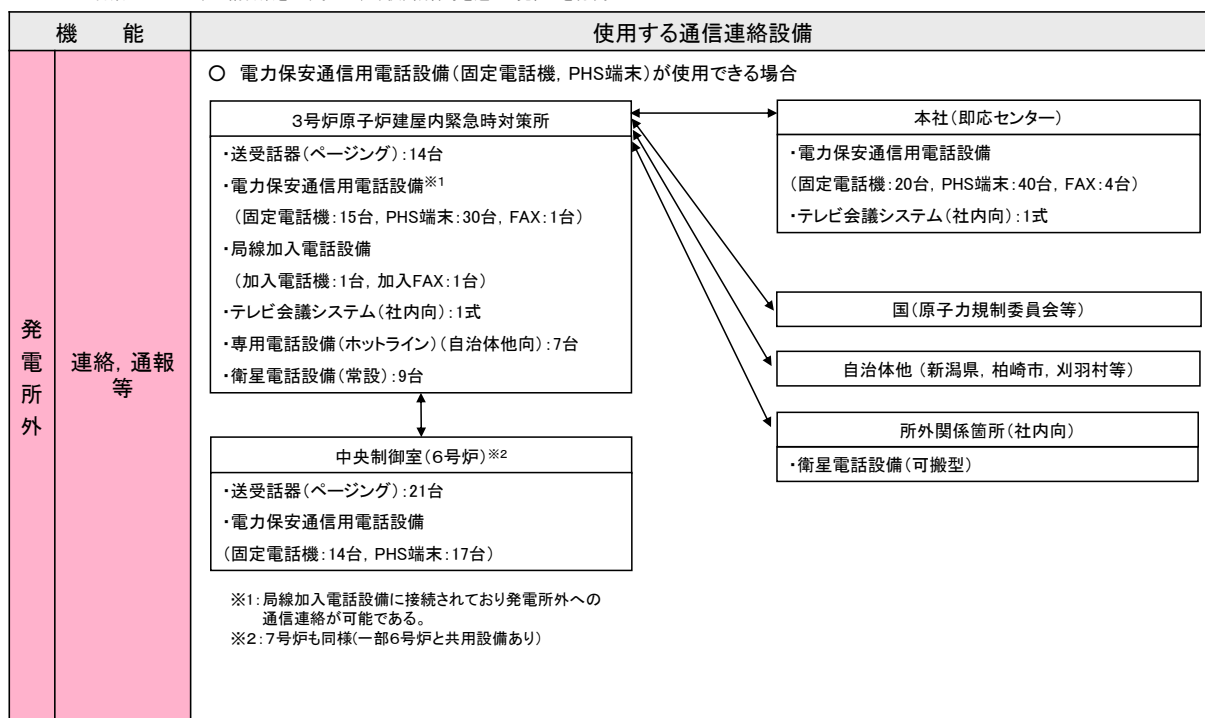 機　能
使用する通信連絡設備
発電所外
連絡，通報等
○ 電力保安通信用電話設備（固定電話機，PHS端末）が使用できる場合
3号炉原子炉建屋内緊急時対策所
・送受話器（ページング）：14台
・電力保安通信用電話設備※1
（固定電話機：15台，PHS端末：30台，FAX：1台）
・局線加入電話設備
（加入電話機：1台，加入FAX：1台）
・テレビ会議システム（社内向）：1式
・専用電話設備（ホットライン）（自治体他向）：7台
・衛星電話設備（常設）：9台
中央制御室（6号炉）※2
・送受話器（ページング）：21台
・電力保安通信用電話設備
（固定電話機：14台，PHS端末：17台）
※1：局線加入電話設備に接続されており発電所外への
通信連絡が可能である。
※2：7号炉も同様（一部6号炉と共用設備あり）
本社（即応センター）
・電力保安通信用電話設備
（固定電話機：20台，PHS端末：40台，FAX：4台）
・テレビ会議システム（社内向）：1式
国（原子力規制委員会等）
自治体他（新潟県，柏崎市，刈羽村等）
所外関係箇所（社内向）
・衛星電話設備（可搬型）